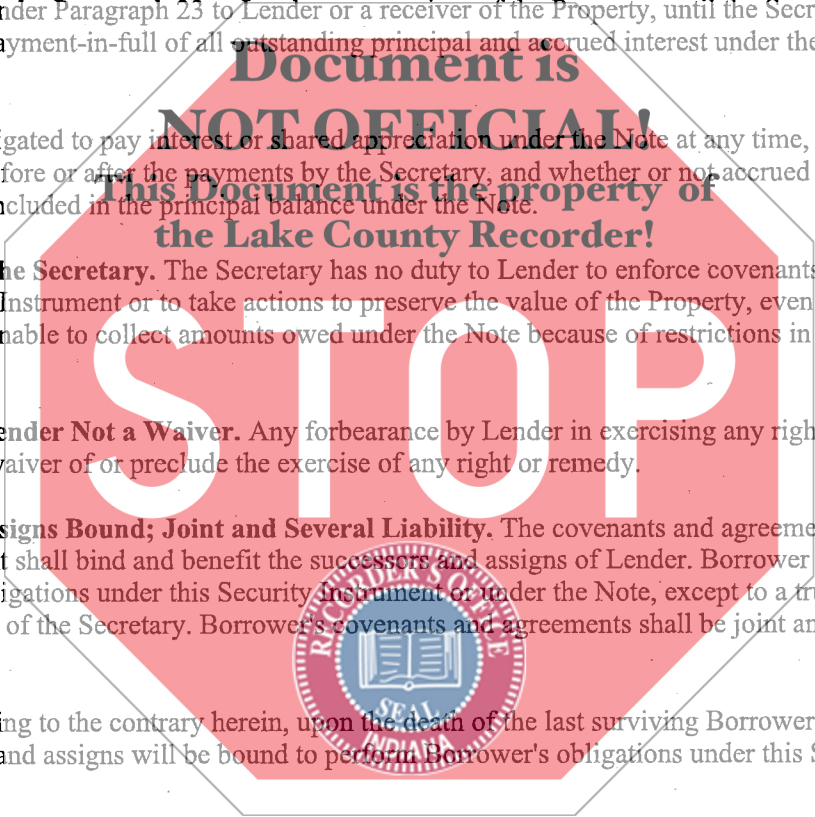 nder Paragraph 23 to Lender or a receiver of the Property, until the Secr
ayment-in-full of all outstanding principal and accrued interest under the
Document is
NOT OFFICIAL!
gated to pay interest or shared appreciation under the Note at any time,
fore or after the payments by the Secretary, and whether or not accrued
This Document is the property of
ncluded in the principal balance under the Note.
the Lake County Recorder!
he Secretary. The Secretary has no duty to Lender to enforce covenants
Instrument or to take actions to preserve the value of the Property, even
nable to collect amounts owed under the Note because of restrictions in
STOP
ender Not a Waiver. Any forbearance by Lender in exercising any righ
vaiver of or preclude the exercise of any right or remedy.
signs Bound; Joint and Several Liability. The covenants and agreeme
t shall bind and benefit the successors and assigns of Lender. Borrower
igations under this Security Instrument or under the Note, except to a tru
of the Secretary. Borrower's covenants and agreements shall be joint an
RECORDER'S OFFICE
SEAL
INDIANA
ing to the contrary herein, upon the death of the last surviving Borrower
and assigns will be bound to perform Borrower's obligations under this S